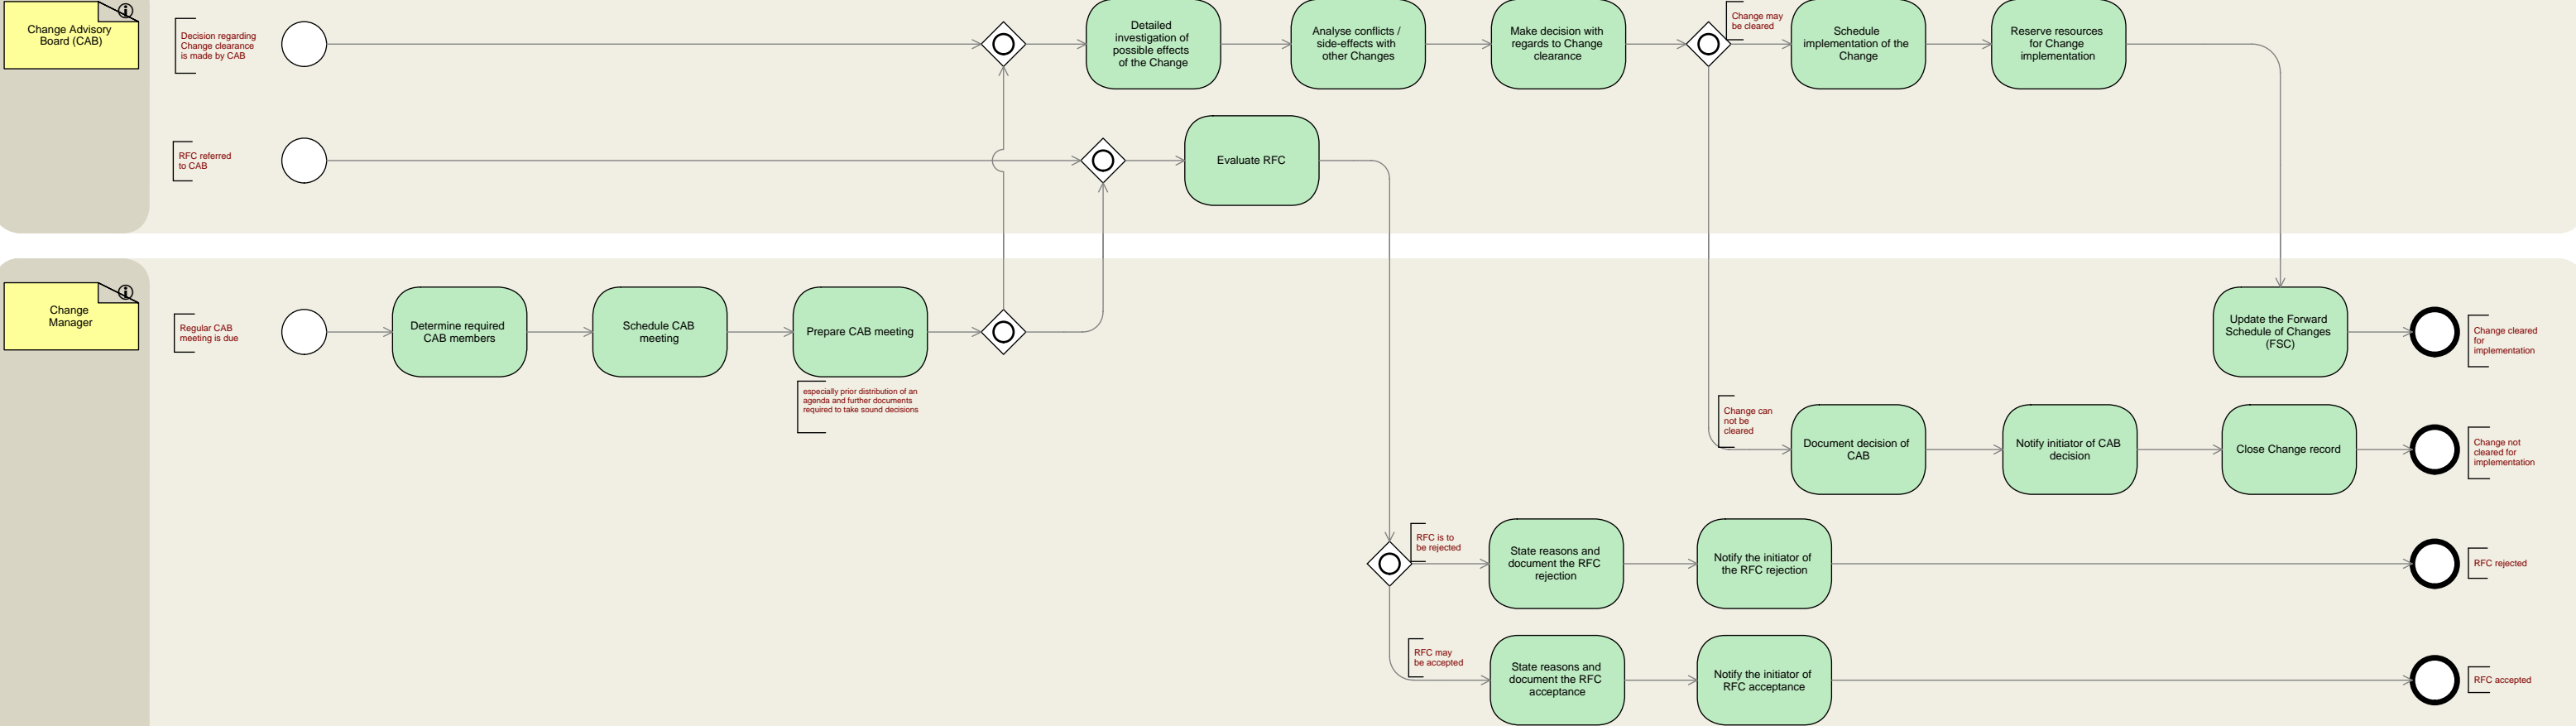 Change Advisory
Board (CAB)
Decision regarding
Change clearance
is made by CAB
Detailed
investigation of
possible effects
of the Change
Analyse conflicts /
side-effects with
other Changes
Make decision with
regards to Change
clearance
Change may
be cleared
Schedule
implementation of the
Change
Reserve resources
for Change
implementation
RFC referred
to CAB
Evaluate RFC
Change
Manager
Regular CAB
meeting is due
Determine required
CAB members
Schedule CAB
meeting
Prepare CAB meeting
especially prior distribution of an
agenda and further documents
required to take sound decisions
Update the Forward
Schedule of Changes
(FSC)
Change cleared
for
implementation
Change can
not be
cleared
Document decision of
CAB
Notify initiator of CAB
decision
Close Change record
Change not
cleared for
implementation
RFC is to
be rejected
State reasons and
document the RFC
rejection
Notify the initiator of
the RFC rejection
RFC rejected
RFC may
be accepted
State reasons and
document the RFC
acceptance
Notify the initiator of
RFC acceptance
RFC accepted